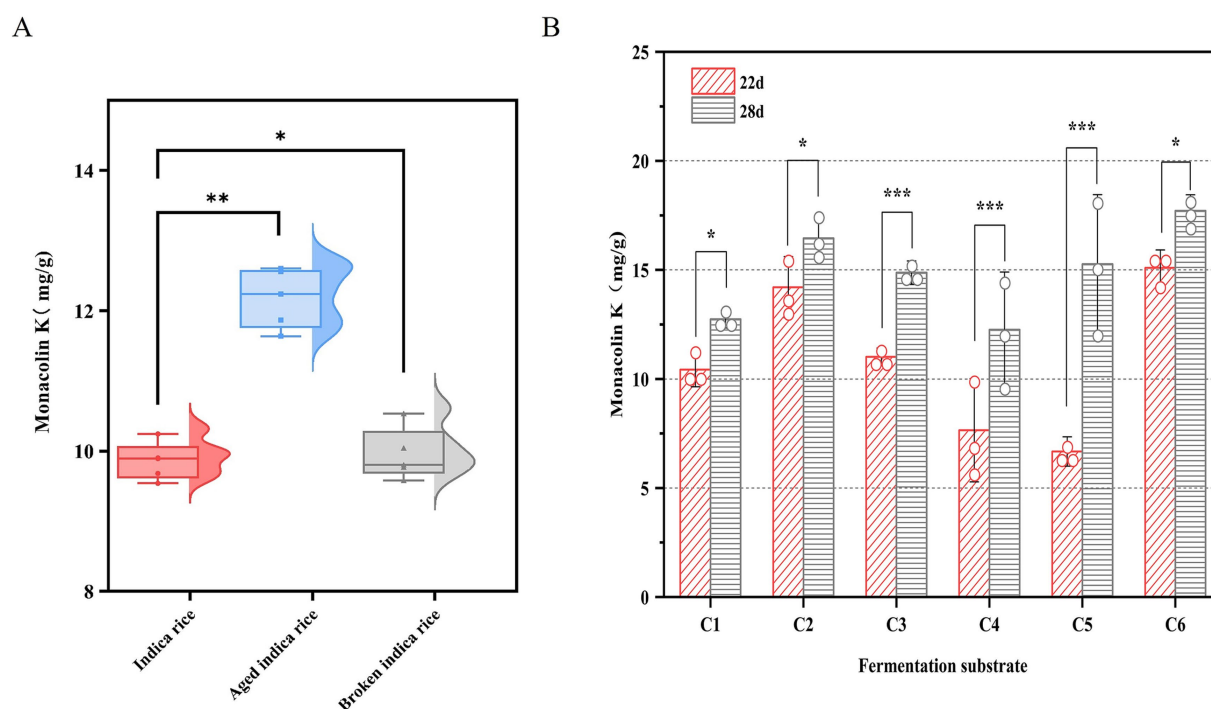 A
Monacolin K( mg/g)
14
12
10
8
*
**
Indica rice
Aged indica rice
Broken indica rice
B
Monacolin K( mg/g)
25
20
15
10
5
0
22d
28d
*
*
***
***
***
*
C1
C2
C3
C4
C5
C6
Fermentation substrate